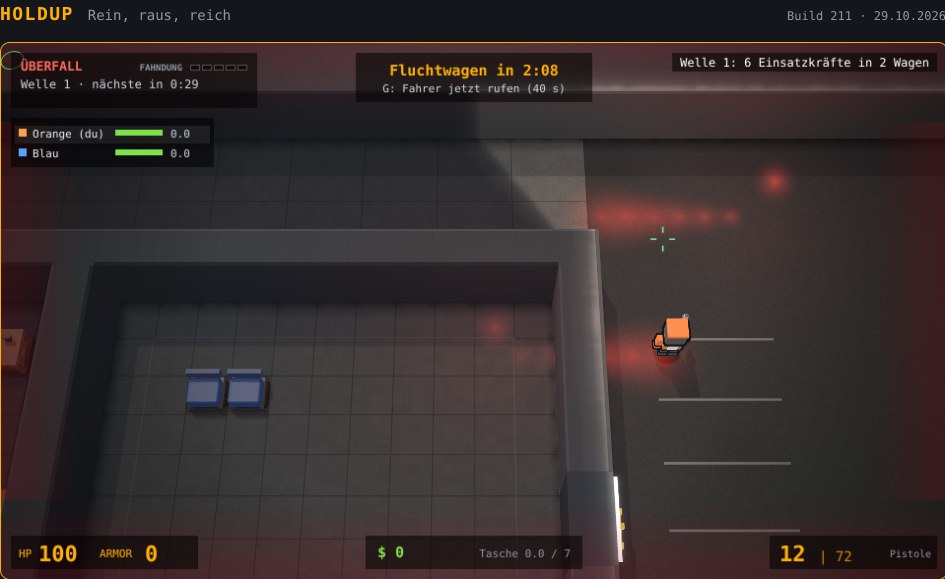 HOLDUP Rein, raus, reich
Build 211 · 29.10.2026
ÜBERFALL FAHNDUNG
Welle 1 · nächste in 0:29
Fluchtwagen in 2:08
G: Fahrer jetzt rufen (40 s)
Welle 1: 6 Einsatzkräfte in 2 Wagen
Orange (du) 0.0
Blau 0.0
HP 100 ARMOR 0
$ 0 Tasche 0.0 / 7
12 | 72 Pistole